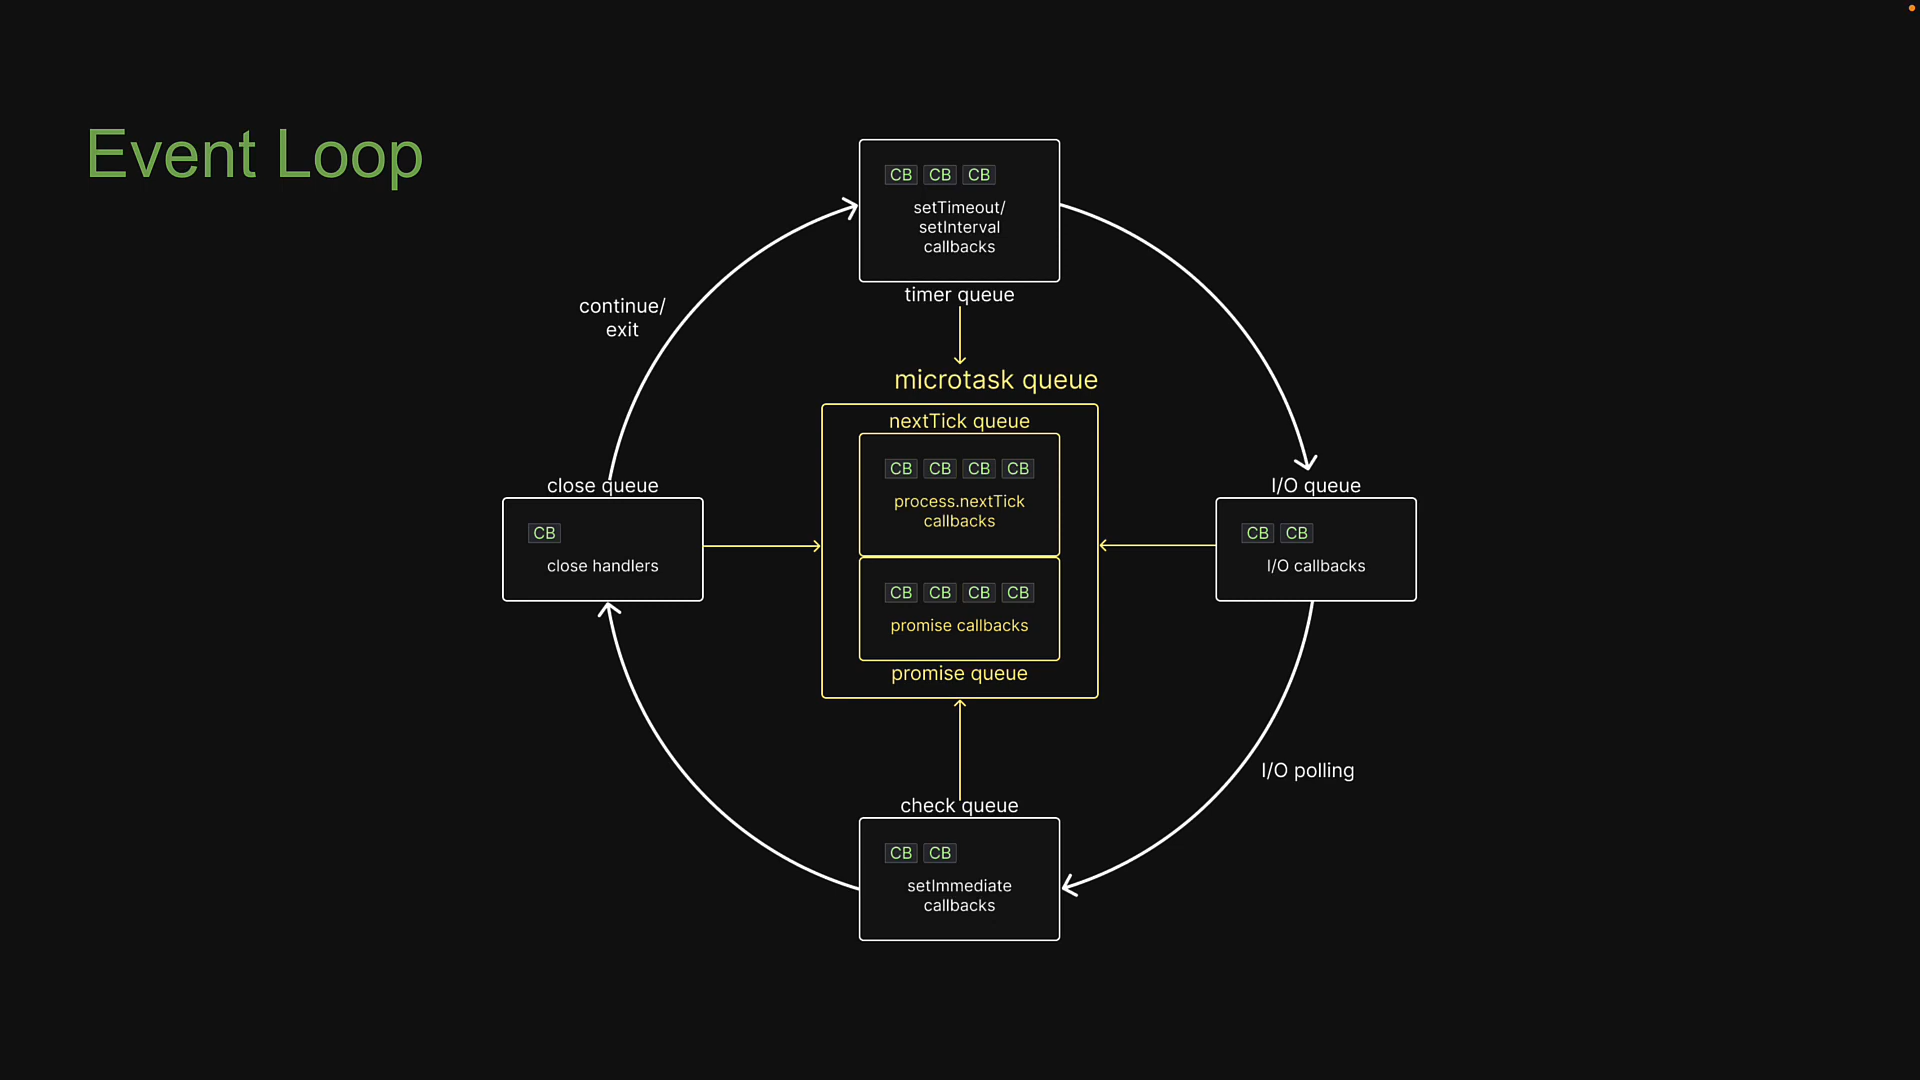 Event Loop
CB CB CB
setTimeout/
setInterval
callbacks
timer queue
continue/
exit
microtask queue
nextTick queue
CB CB CB CB
process.nextTick
callbacks
CB CB CB CB
promise callbacks
promise queue
close queue
CB
close handlers
I/O queue
CB CB
I/O callbacks
I/O polling
check queue
CB CB
setImmediate
callbacks